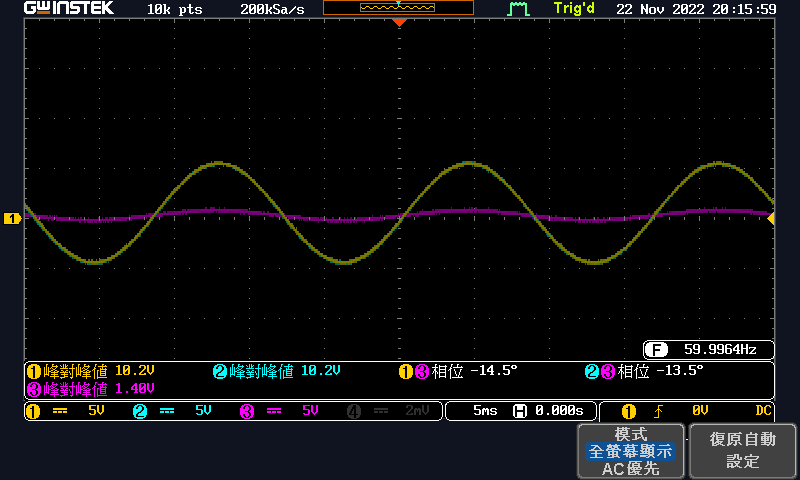 GWINSTEK 10k pts 200kSa/s Trig'd 22 Nov 2022 20:15:59
1
F 59.9964Hz
1 峰對峰值 10.2V 2 峰對峰值 10.2V 1 3 相位 -14.5° 2 3 相位 -13.5°
3 峰對峰值 1.40V
1 5V 2 5V 3 5V 4 2mV 5ms H 0.000s 1 0V DC
模式
全螢幕顯示
AC優先
復原自動
設定